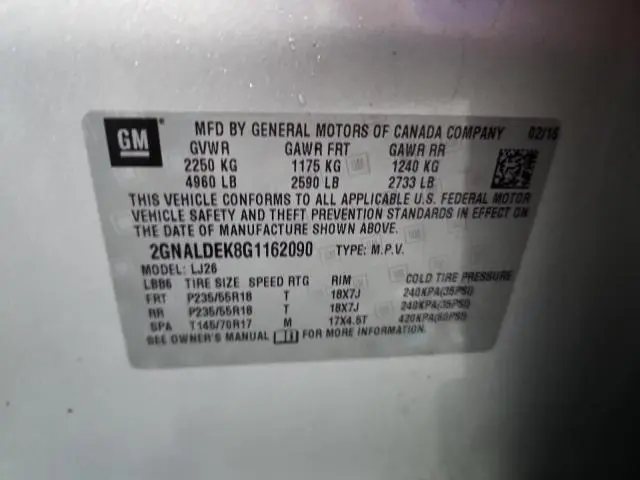 GM MFD BY GENERAL MOTORS OF CANADA COMPANY 02/16
GVWR GAWR FRT GAWR RR
2250 KG 1175 KG 1240 KG
4960 LB 2590 LB 2733 LB
THIS VEHICLE CONFORMS TO ALL APPLICABLE U.S. FEDERAL MOTOR
VEHICLE SAFETY AND THEFT PREVENTION STANDARDS IN EFFECT ON
THE DATE OF MANUFACTURE SHOWN ABOVE.
2GNALDEK8G1162090 TYPE: M.P.V.
MODEL: LJ26
LBB6 TIRE SIZE SPEED RTG RIM COLD TIRE PRESSURE
FRT P235/55R18 T 18X7J 240KPA(35PSI)
RR P235/55R18 T 18X7J 240KPA(35PSI)
SPA T145/70R17 M 17X4.5T 420KPA(60PSI)
SEE OWNER'S MANUAL FOR MORE INFORMATION.